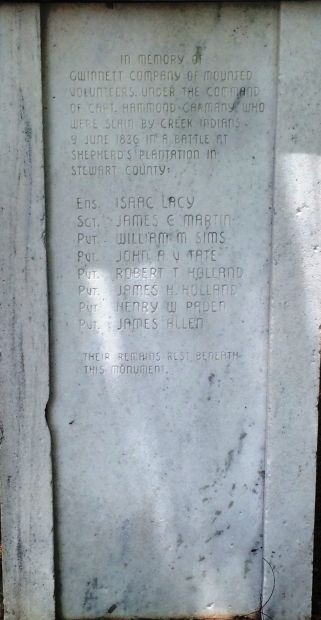 IN MEMORY OF
GWINNETT COMPANY OF MOUNTED
VOLUNTEERS, UNDER THE COMMAND
OF CAPT. HAMMOND GARMANY, WHO
WERE SLAIN BY CREEK INDIANS
9 JUNE 1836 IN A BATTLE AT
SHEPHERD'S PLANTATION IN
STEWART COUNTY:
ENS. ISAAC LACY
SGT. JAMES C MARTIN
PVT. WILLIAM M SIMS
PVT. JOHN A V TATE
PVT. ROBERT T HOLLAND
PVT. JAMES H. HOLLAND
PVT. HENRY W PADEN
PVT. JAMES ALLEN
THEIR REMAINS REST BENEATH
THIS MONUMENT.